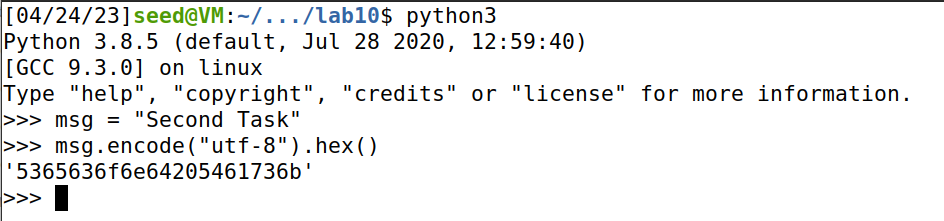 [04/24/23]seed@VM:~/.../lab10$ python3
Python 3.8.5 (default, Jul 28 2020, 12:59:40)
[GCC 9.3.0] on linux
Type "help", "copyright", "credits" or "license" for more information.
>>> msg = "Second Task"
>>> msg.encode("utf-8").hex()
'5365636f6e64205461736b'
>>>